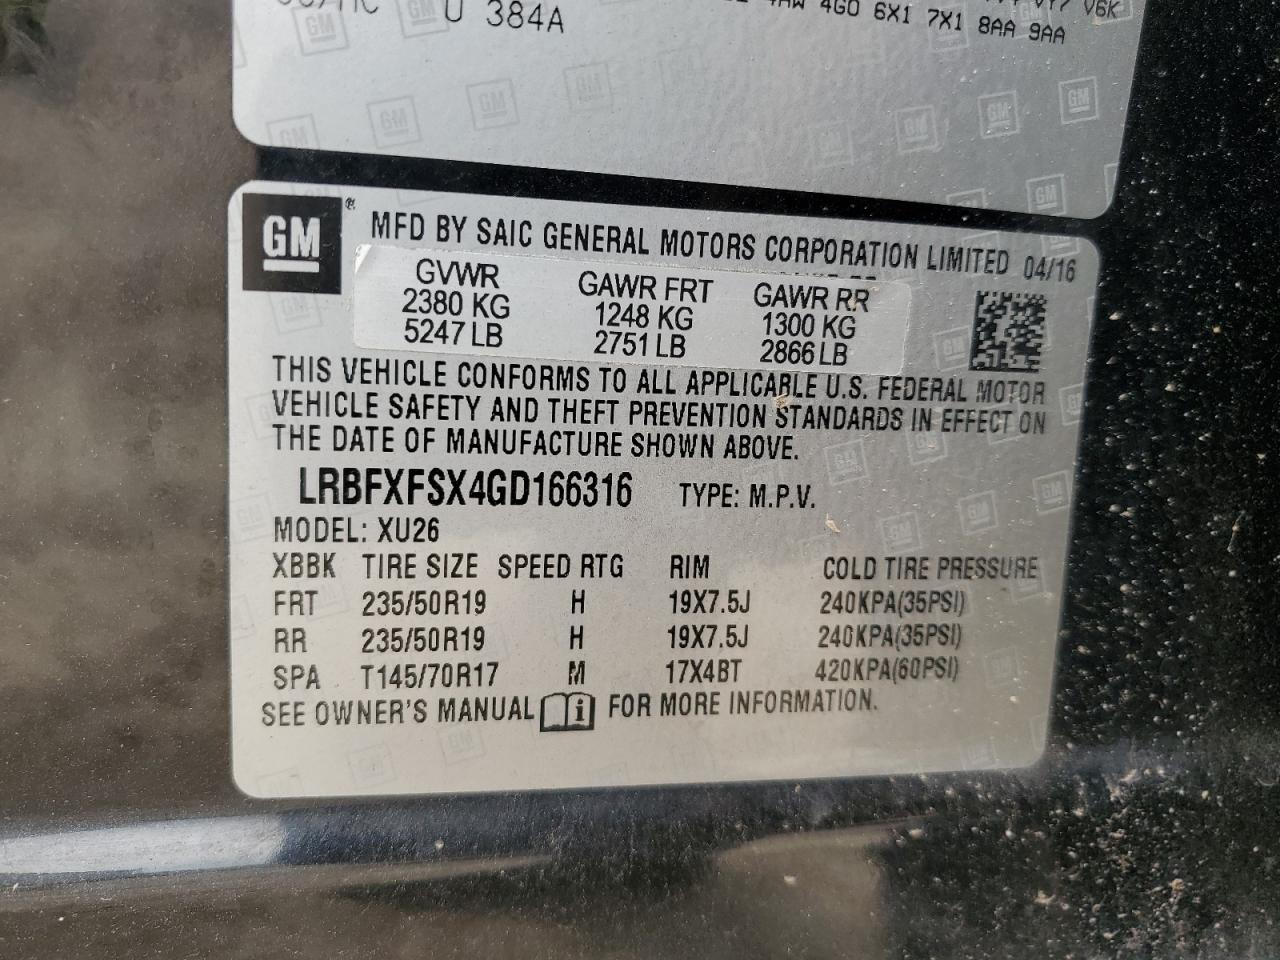 U 384A
4G0 6X1 7X1 8AA 9AA
GM
MFD BY SAIC GENERAL MOTORS CORPORATION LIMITED 04/16
GVWR GAWR FRT GAWR RR
2380 KG 1248 KG 1300 KG
5247 LB 2751 LB 2866 LB
THIS VEHICLE CONFORMS TO ALL APPLICABLE U.S. FEDERAL MOTOR
VEHICLE SAFETY AND THEFT PREVENTION STANDARDS IN EFFECT ON
THE DATE OF MANUFACTURE SHOWN ABOVE.
LRBFXFSX4GD166316 TYPE: M.P.V.
MODEL: XU26
XBBK TIRE SIZE SPEED RTG RIM COLD TIRE PRESSURE
FRT 235/50R19 H 19X7.5J 240KPA(35PSI)
RR 235/50R19 H 19X7.5J 240KPA(35PSI)
SPA T145/70R17 M 17X4BT 420KPA(60PSI)
SEE OWNER'S MANUAL i FOR MORE INFORMATION.